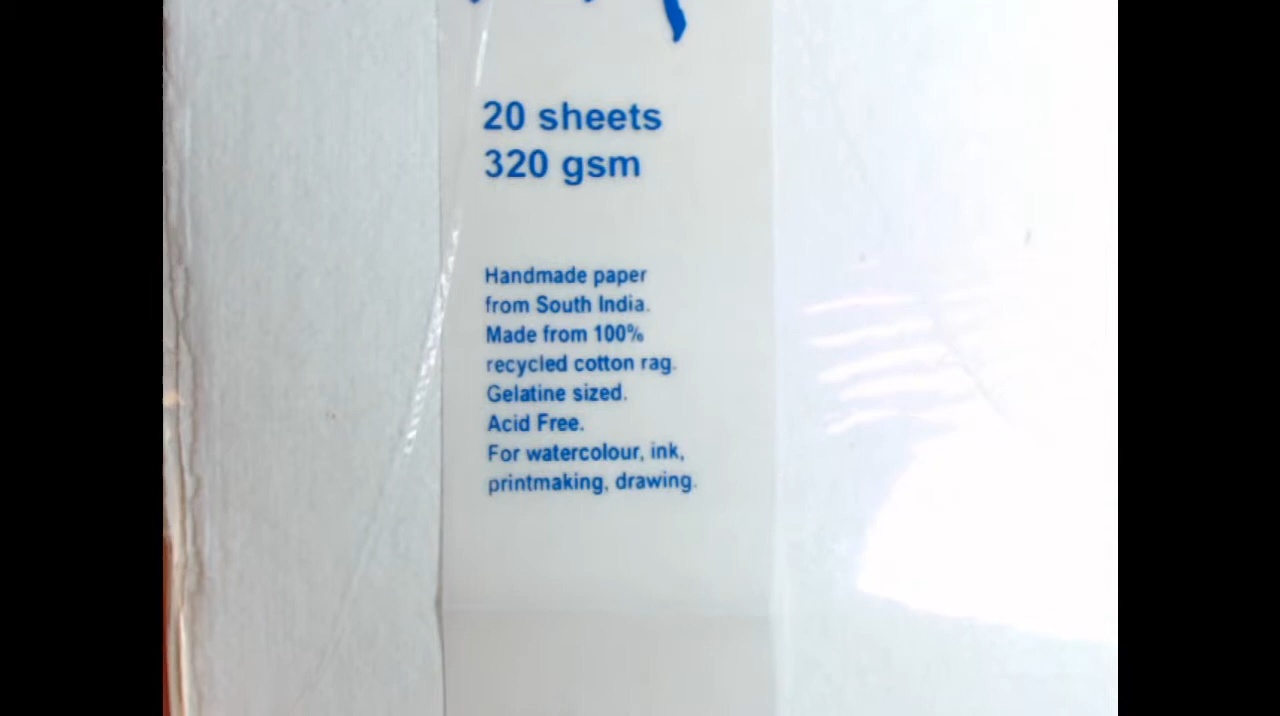 20 sheets
320 gsm
Handmade paper
from South India.
Made from 100%
recycled cotton rag.
Gelatine sized.
Acid Free.
For watercolour, ink,
printmaking, drawing.